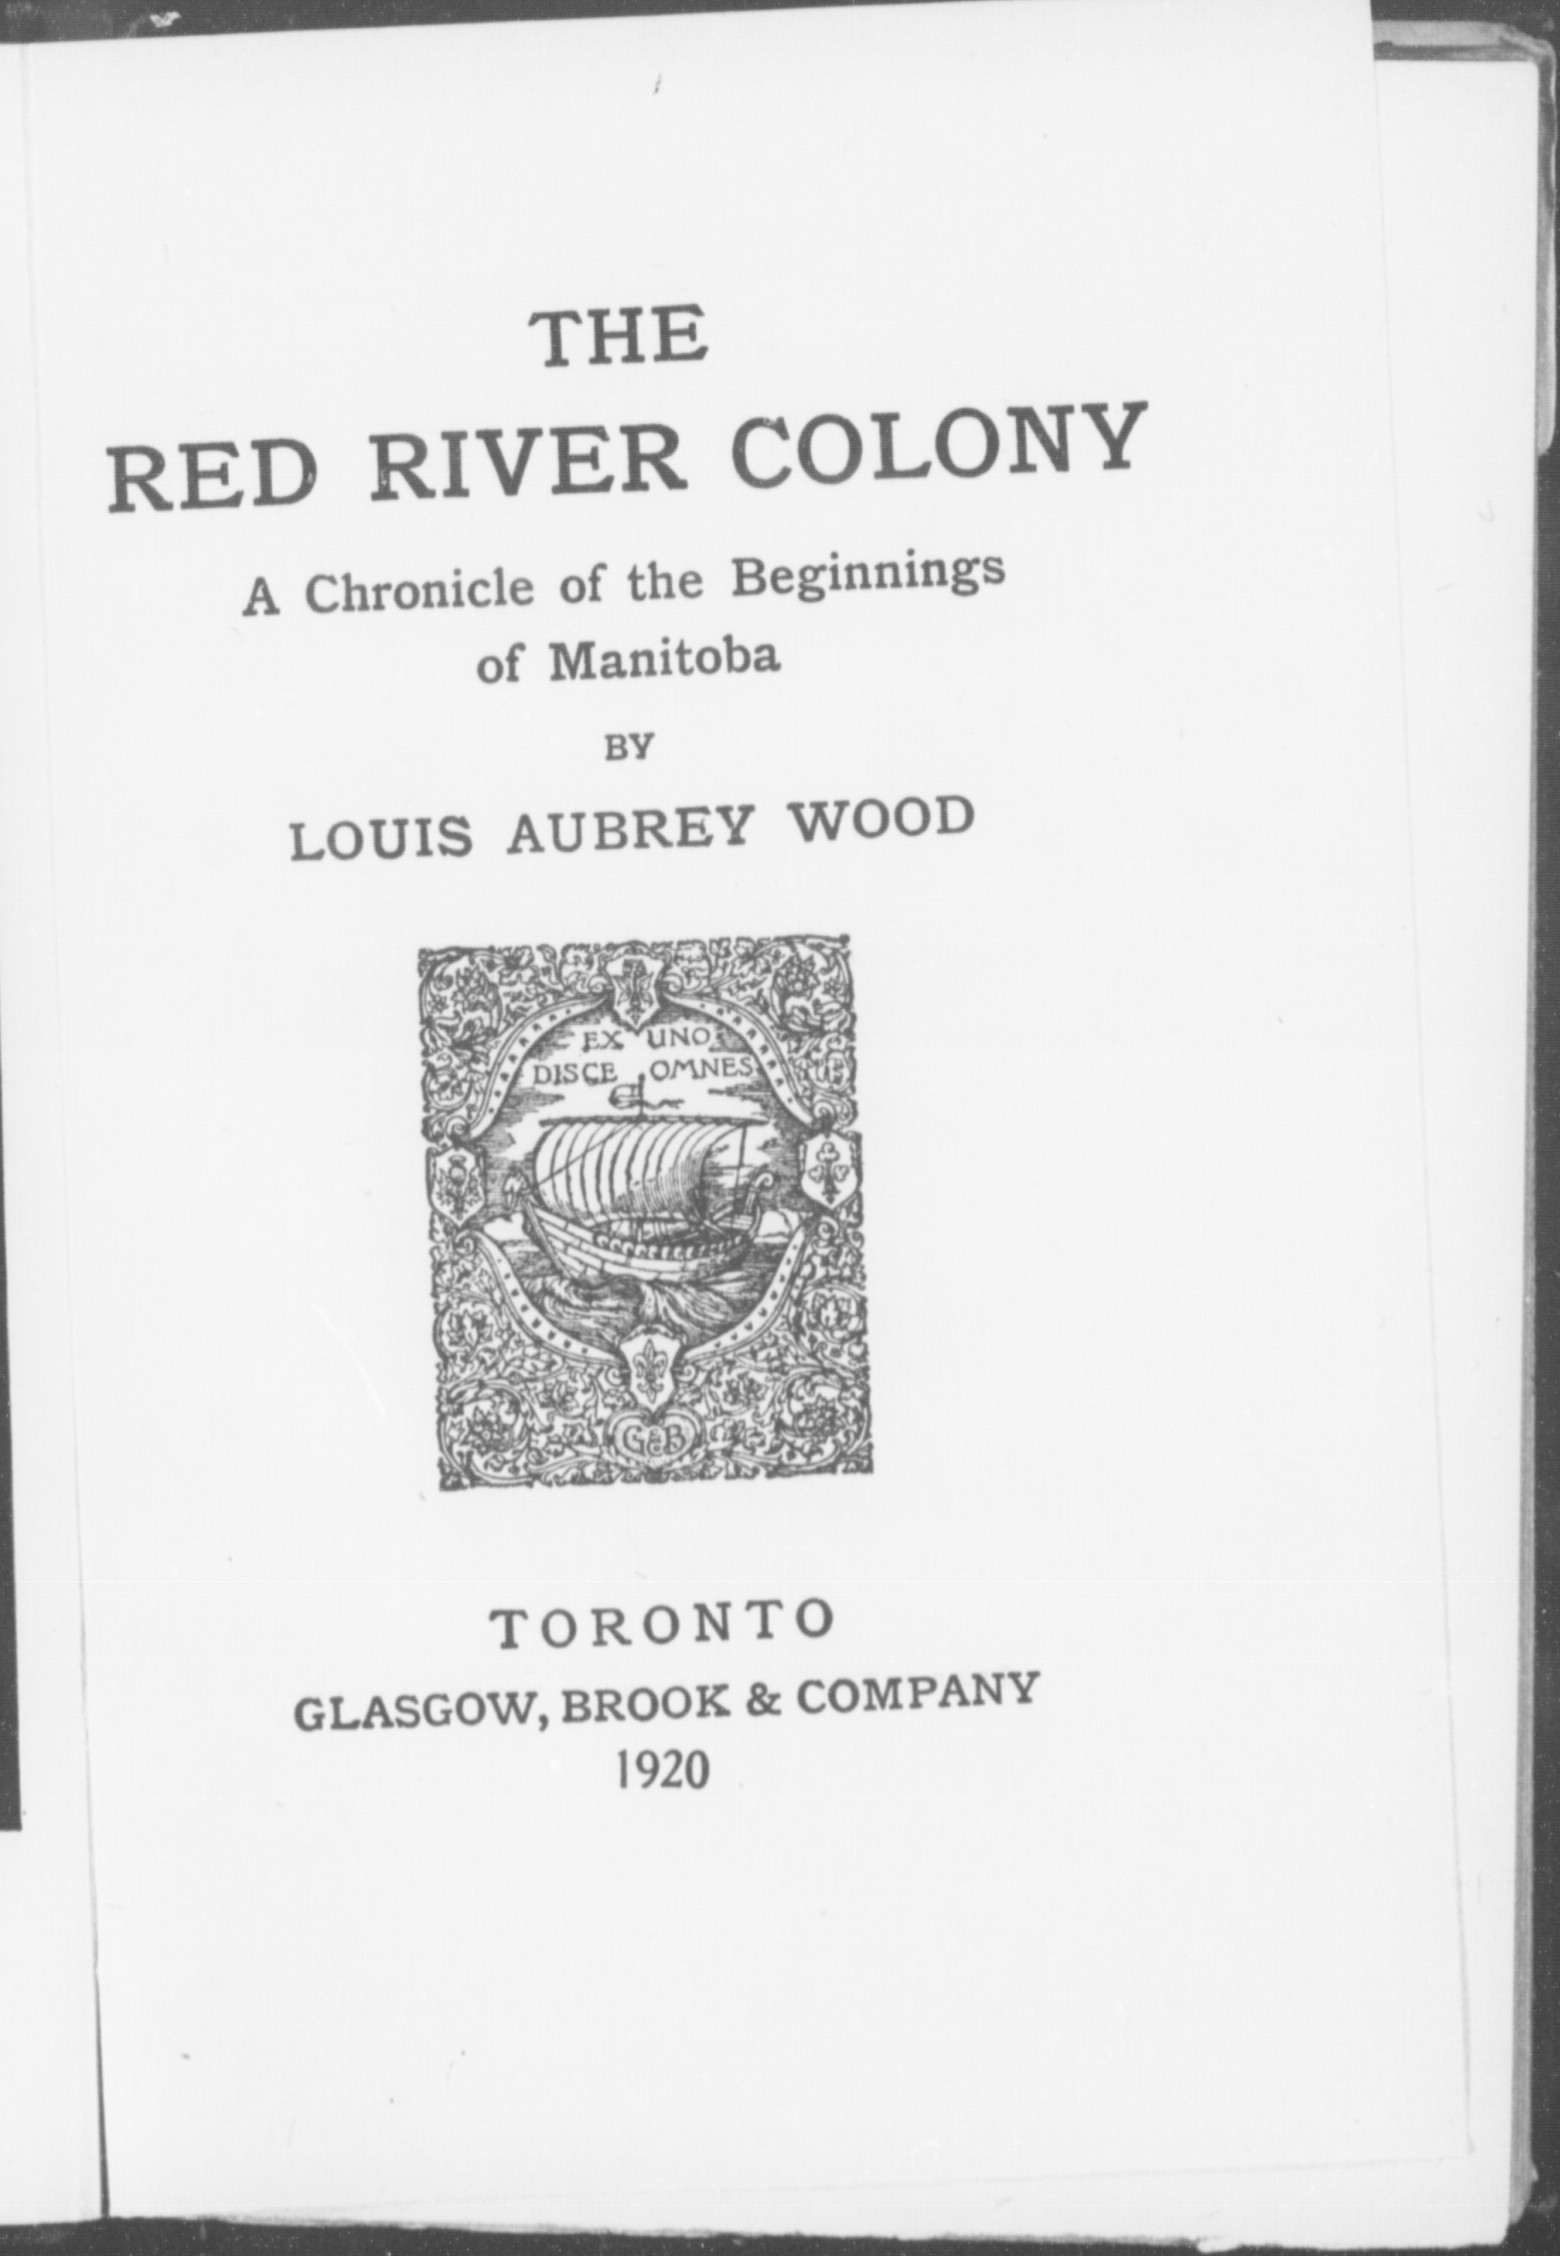 THE
RED RIVER COLONY
A Chronicle of the Beginnings
of Manitoba
BY
LOUIS AUBREY WOOD
EX UNO
DISCE OMNES
G&B
TORONTO
GLASGOW, BROOK & COMPANY
1920